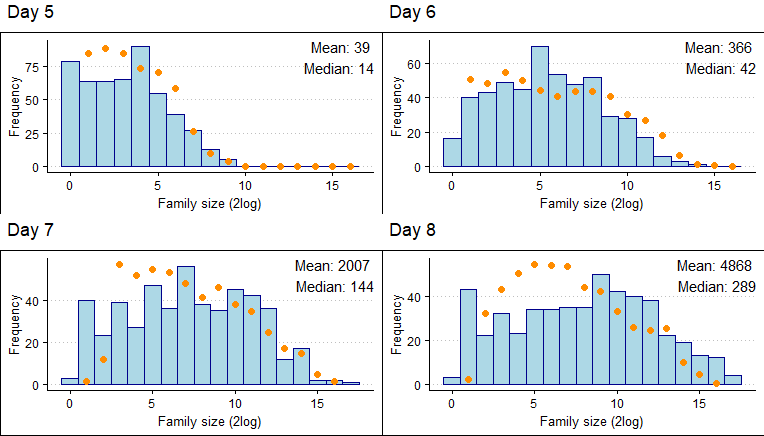 Day 5
Mean: 39
Median: 14
75
50
25
0
Frequency
0 5 10 15
Family size (2log)
Day 6
Mean: 366
Median: 42
60
40
20
0
Frequency
0 5 10 15
Family size (2log)
Day 7
Mean: 2007
Median: 144
40
20
0
Frequency
0 5 10 15
Family size (2log)
Day 8
Mean: 4868
Median: 289
40
20
0
Frequency
0 5 10 15
Family size (2log)